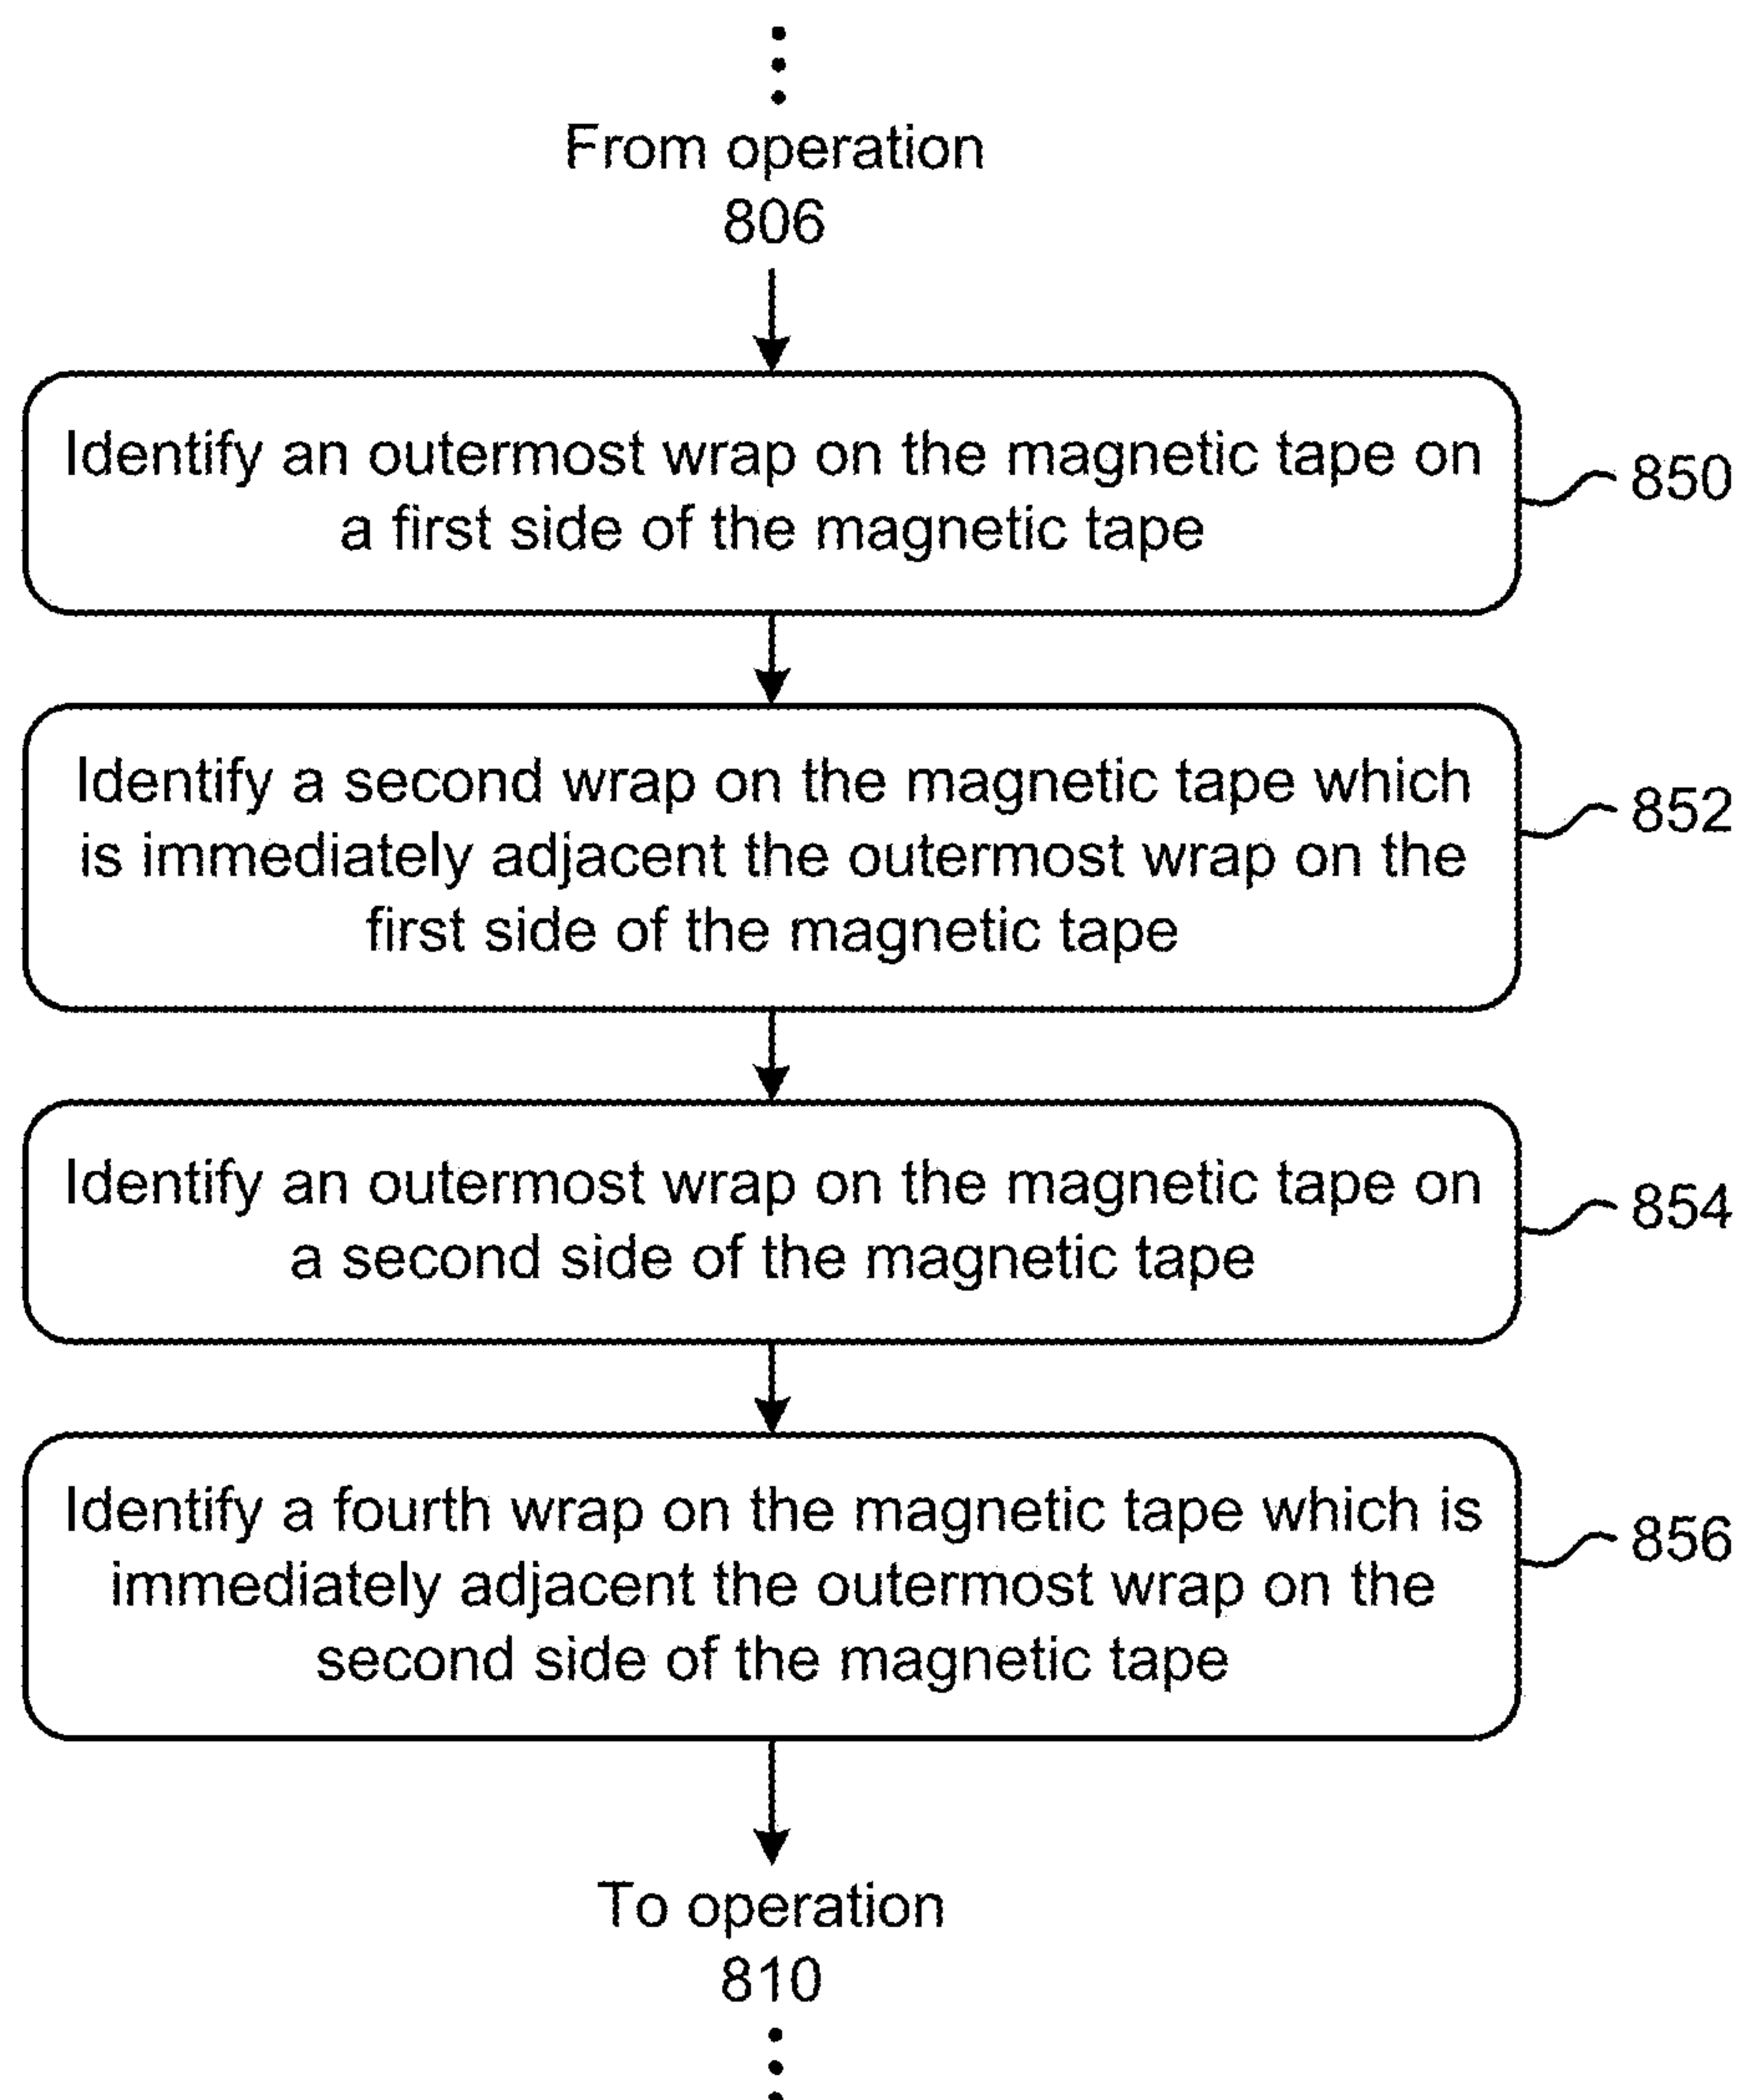 From operation
806
Identify an outermost wrap on the magnetic tape on
a first side of the magnetic tape
850
Identify a second wrap on the magnetic tape which
is immediately adjacent the outermost wrap on the
first side of the magnetic tape
852
Identify an outermost wrap on the magnetic tape on
a second side of the magnetic tape
854
Identify a fourth wrap on the magnetic tape which is
immediately adjacent the outermost wrap on the
second side of the magnetic tape
856
To operation
810